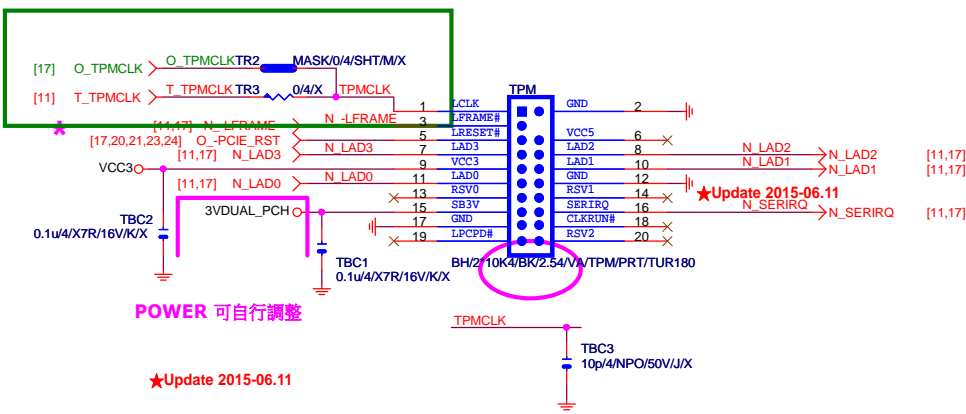 [17] O_TPMCLK O_TPMCLK TR2 MASK/0/4/SHT/M/X
[11] T_TPMCLK T_TPMCLK TR3 0/4/X TPMCLK
TPM
1 LCLK GND 2
[11,17] N_-LFRAME N_-LFRAME 3 LFRAME#
[17,20,21,23,24] O_-PCIE_RST 5 LRESET# VCC5 6
[11,17] N_LAD3 N_LAD3 7 LAD3 LAD2 8 N_LAD2 N_LAD2 [11,17]
VCC3 9 VCC3 LAD1 10 N_LAD1 N_LAD1 [11,17]
[11,17] N_LAD0 N_LAD0 11 LAD0 GND 12
13 RSV0 RSV1 14 ★Update 2015-06.11
3VDUAL_PCH 15 SB3V SERIRQ 16 N_SERIRQ N_SERIRQ [11,17]
17 GND CLKRUN# 18
19 LPCPD# RSV2 20
TBC2
0.1u/4/X7R/16V/K/X
TBC1
0.1u/4/X7R/16V/K/X
BH/2*10K4/BK/2.54/VA/TPM/PRT/TUR180
*
POWER 可自行調整
TPMCLK
TBC3
10p/4/NPO/50V/J/X
★Update 2015-06.11